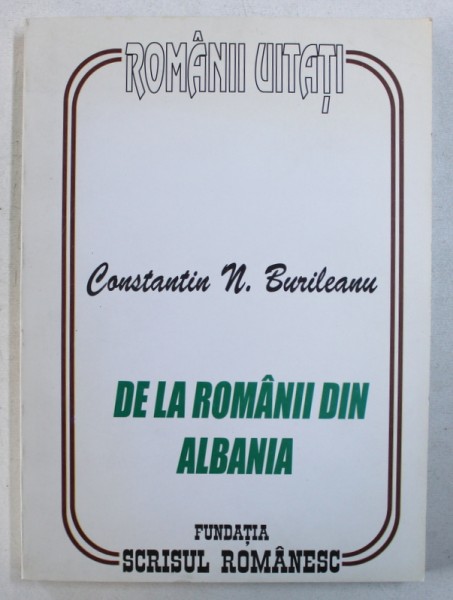 ROMÂNII UITAȚI
Constantin N. Burileanu
DE LA ROMÂNII DIN
ALBANIA
FUNDAȚIA
SCRISUL ROMÂNESC